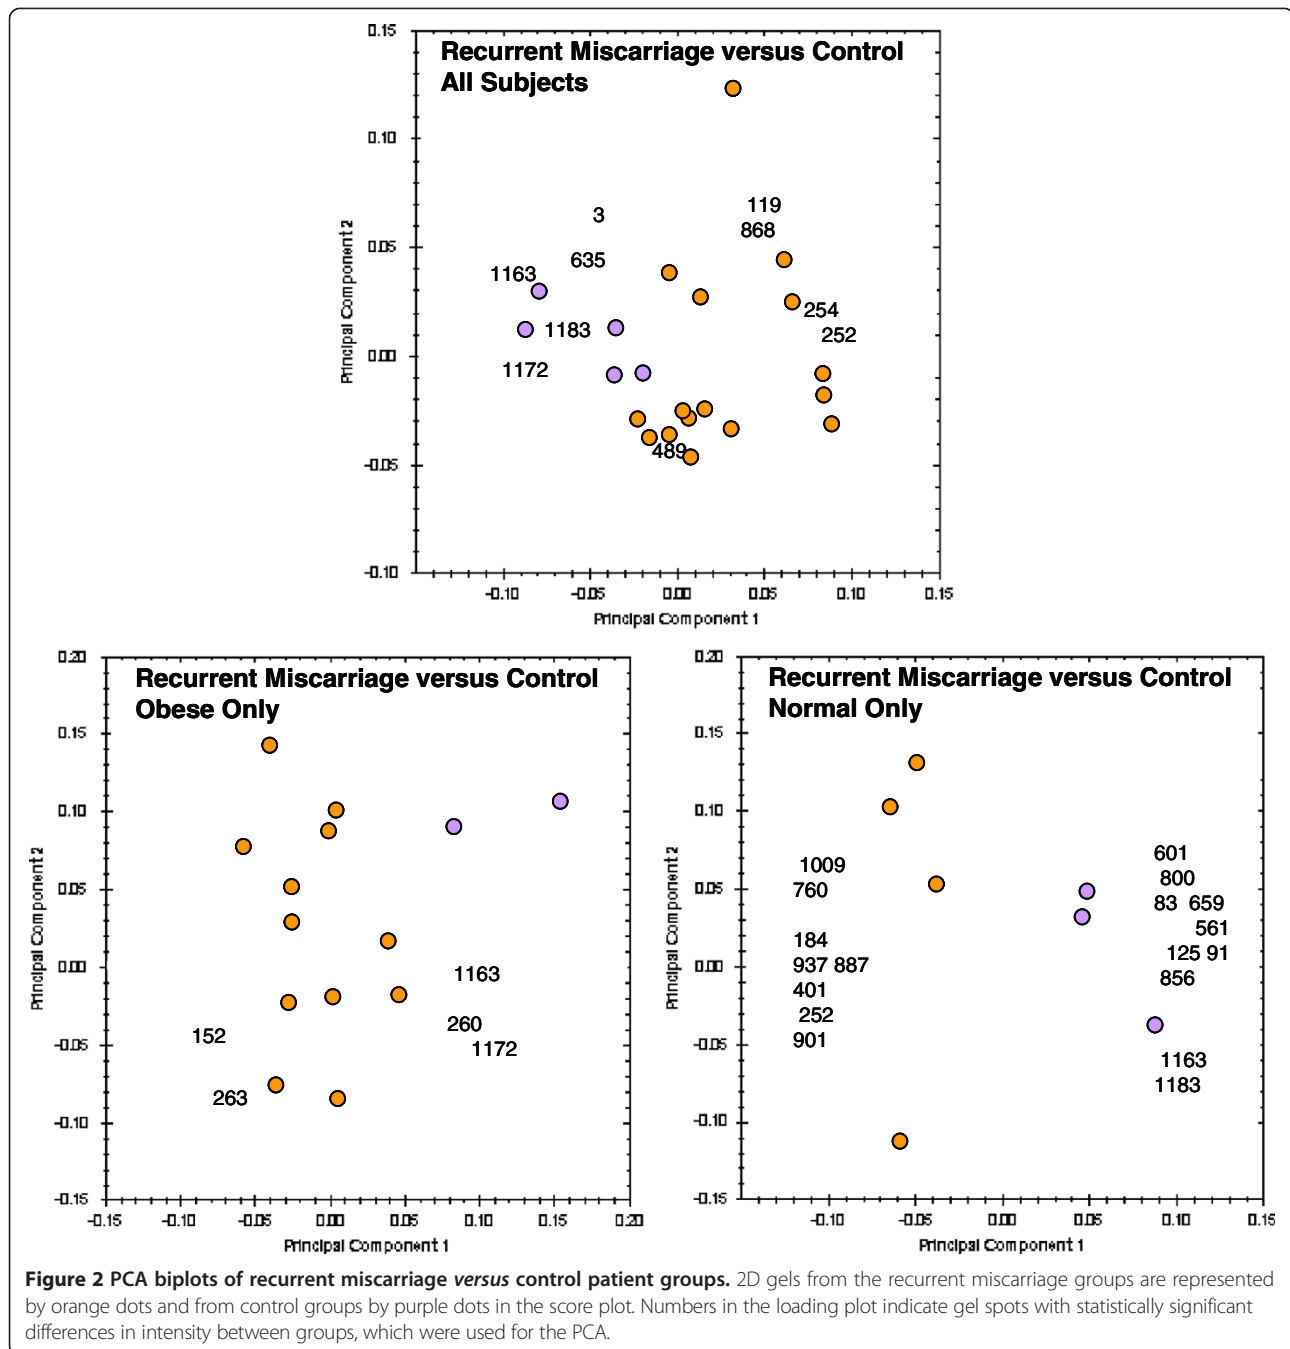 Recurrent Miscarriage versus Control
All Subjects
0.15
0.10
0.05
0.00
-0.05
-0.10
Principal Component 2
3
119
868
635
1163
254
1183
252
1172
489
-0.10 -0.05 0.00 0.05 0.10 0.15
Principal Component 1
Recurrent Miscarriage versus Control
Obese Only
0.20
0.15
0.10
0.05
0.00
-0.05
-0.10
-0.15
Principal Component 2
1163
260
152
1172
263
-0.15 -0.10 -0.05 0.00 0.05 0.10 0.15 0.20
Principal Component 1
Recurrent Miscarriage versus Control
Normal Only
0.20
0.15
0.10
0.05
0.00
-0.05
-0.10
-0.15
Principal Component 2
1009
760
184
937 887
401
252
901
601
800
83 659
561
125 91
856
1163
1183
-0.10 -0.05 0.00 0.05 0.10 0.15
Principal Component 1
Figure 2 PCA biplots of recurrent miscarriage versus control patient groups. 2D gels from the recurrent miscarriage groups are represented
by orange dots and from control groups by purple dots in the score plot. Numbers in the loading plot indicate gel spots with statistically significant
differences in intensity between groups, which were used for the PCA.